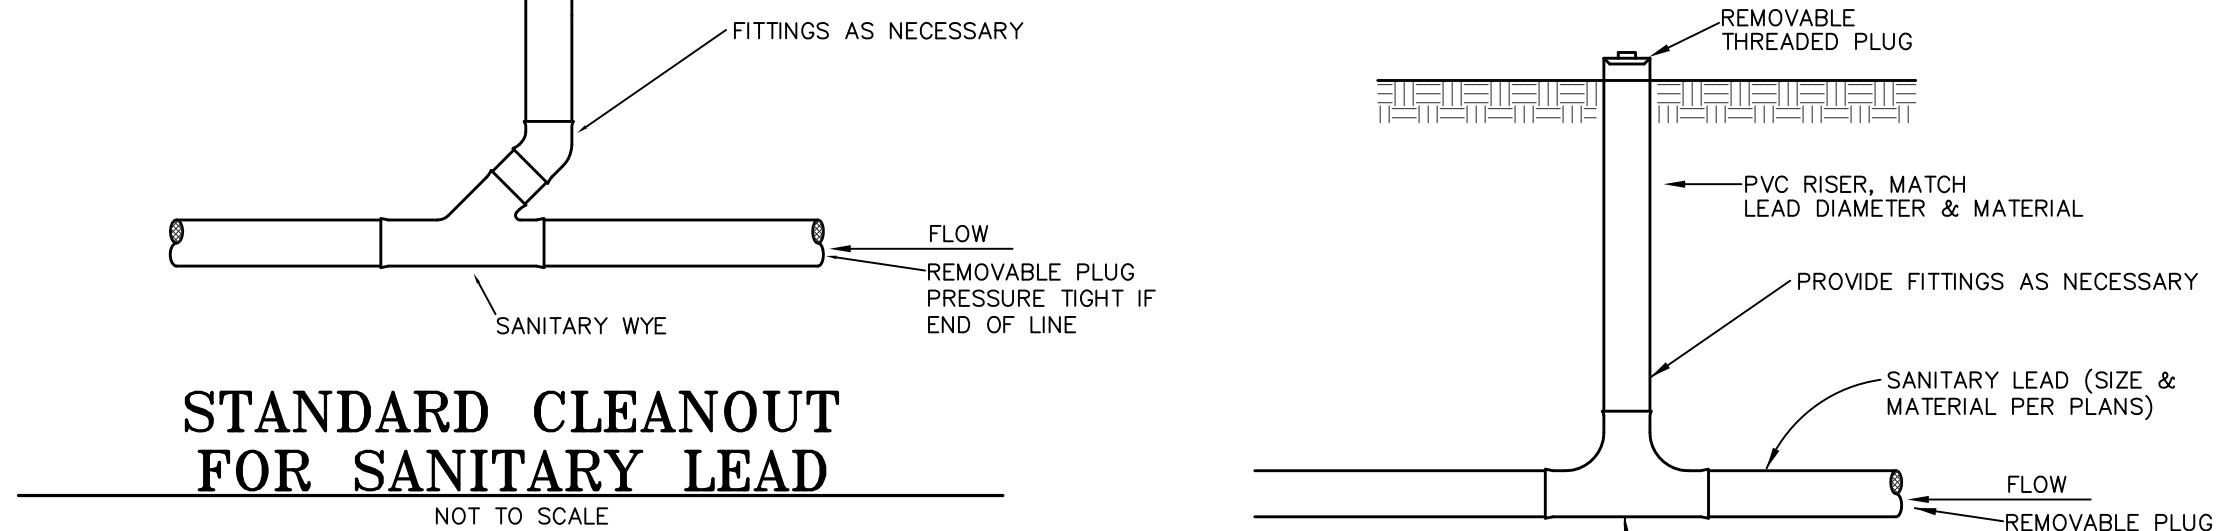 FITTINGS AS NECESSARY
FLOW
REMOVABLE PLUG
PRESSURE TIGHT IF
END OF LINE
SANITARY WYE
STANDARD CLEANOUT
FOR SANITARY LEAD
NOT TO SCALE
REMOVABLE
THREADED PLUG
PVC RISER, MATCH
LEAD DIAMETER & MATERIAL
PROVIDE FITTINGS AS NECESSARY
SANITARY LEAD (SIZE &
MATERIAL PER PLANS)
FLOW
REMOVABLE PLUG